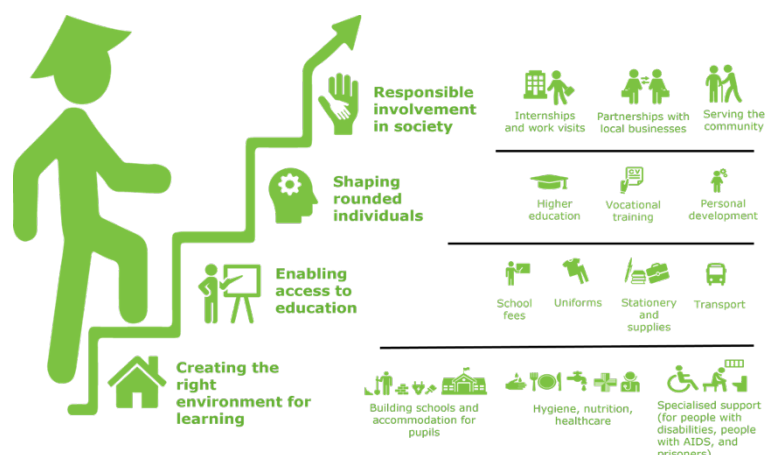 Responsible
involvement
in society
Internships
and work visits
Partnerships with
local businesses
Serving the
community
Shaping
rounded
individuals
Higher
education
Vocational
training
Personal
development
Enabling
access to
education
School
fees
Uniforms
Stationery
and
supplies
Transport
Creating the
right
environment for
learning
Building schools and
accommodation for
pupils
Hygiene, nutrition,
healthcare
Specialised support
(for people with
disabilities, people
with AIDS, and
prisoners)